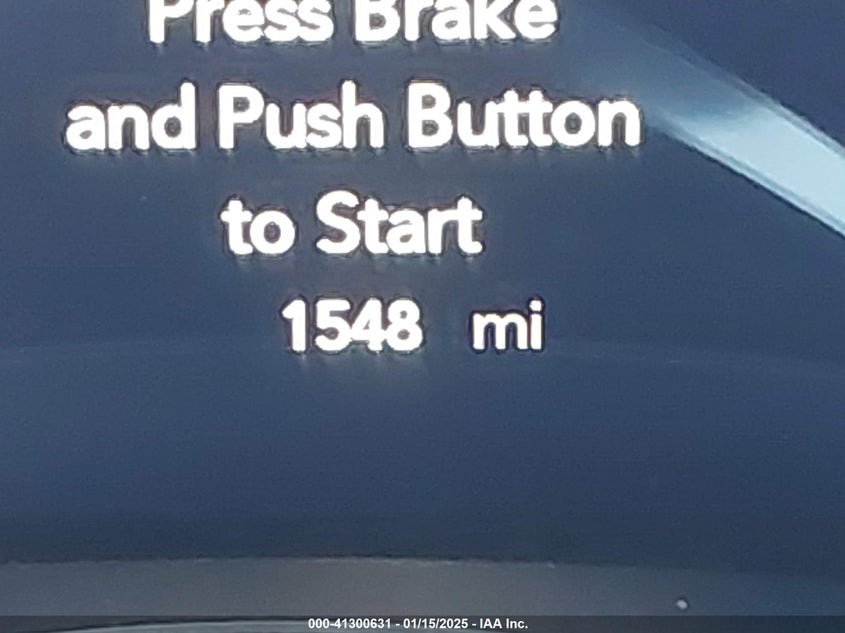 Press Brake
and Push Button
to Start
1548 mi
000-41300631 - 01/15/2025 - IAA Inc.